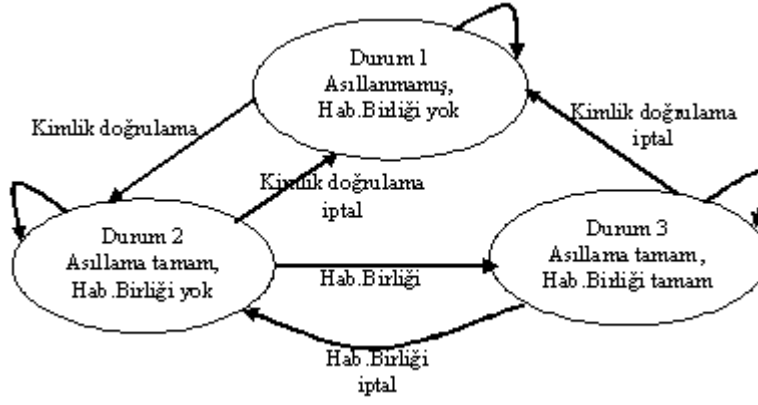 Durum 1
Asıllanmamış,
Hab.Birliği yok
Kimlik doğrulama
Kimlik doğrulama
iptal
Kimlik doğrulama
iptal
Durum 2
Asıllama tamam,
Hab.Birliği yok
Durum 3
Asıllama tamam,
Hab.Birliği tamam
Hab.Birliği
Hab.Birliği
iptal